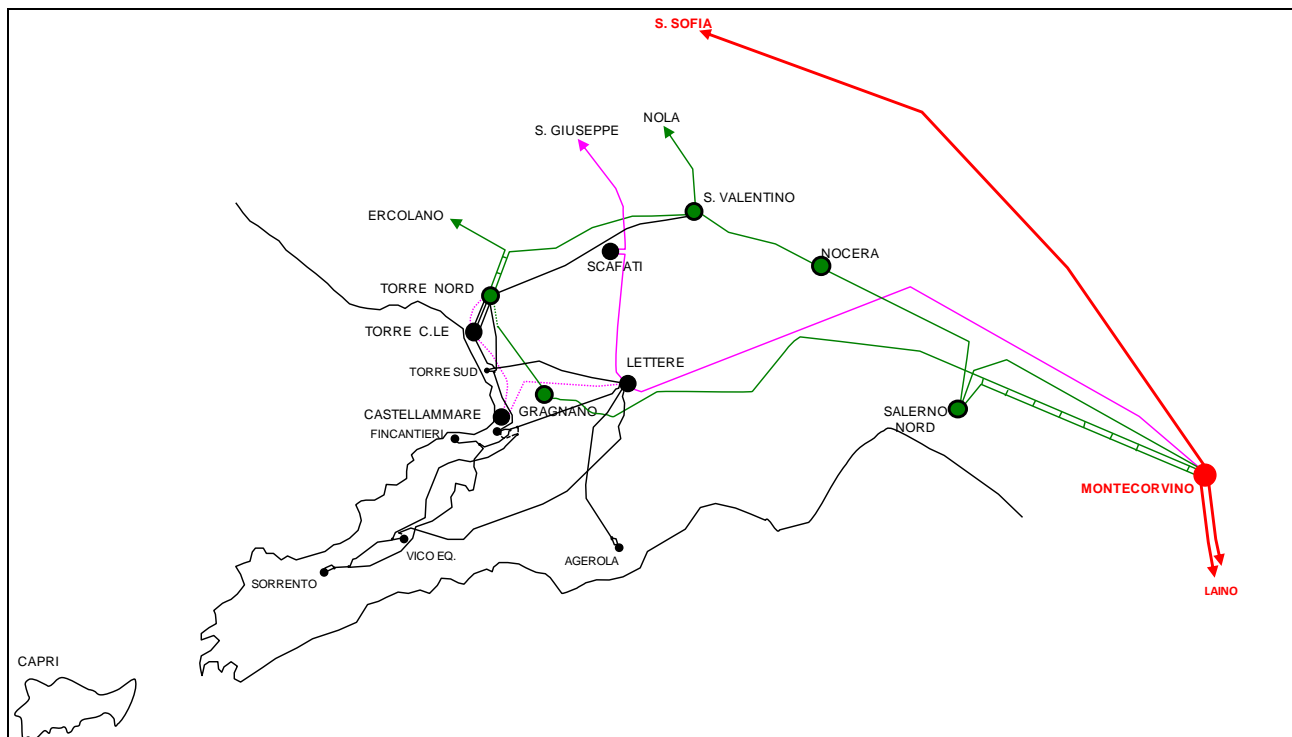 S. SOFIA
NOLA
S. GIUSEPPE
S. VALENTINO
ERCOLANO
NOCERA
SCAFATI
TORRE NORD
TORRE C.LE
LETTERE
TORRE SUD
CASTELLAMMARE
GRAGNANO
SALERNO
NORD
FINCANTIERI
MONTECORVINO
VICO EQ.
AGEROLA
SORRENTO
LAINO
CAPRI